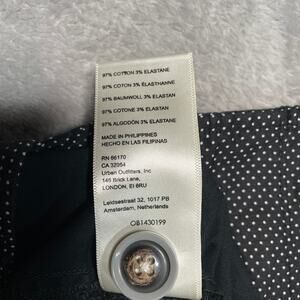 97% COTTON 3% ELASTANE
97% COTON 3% ÉLASTHANNE
97% BAUMWOLL 3% ELASTAN
97% COTONE 3% ELASTAN
97% ALGODÓN 3% ELASTANO
MADE IN PHILIPPINES
HECHO EN LAS FILIPINAS
RN 66170
CA 32054
Urban Outfitters, Inc
145 Brick Lane,
LONDON, E1 6RU
Leidsestraat 32, 1017 PB
Amsterdam, Netherlands
OB1430199